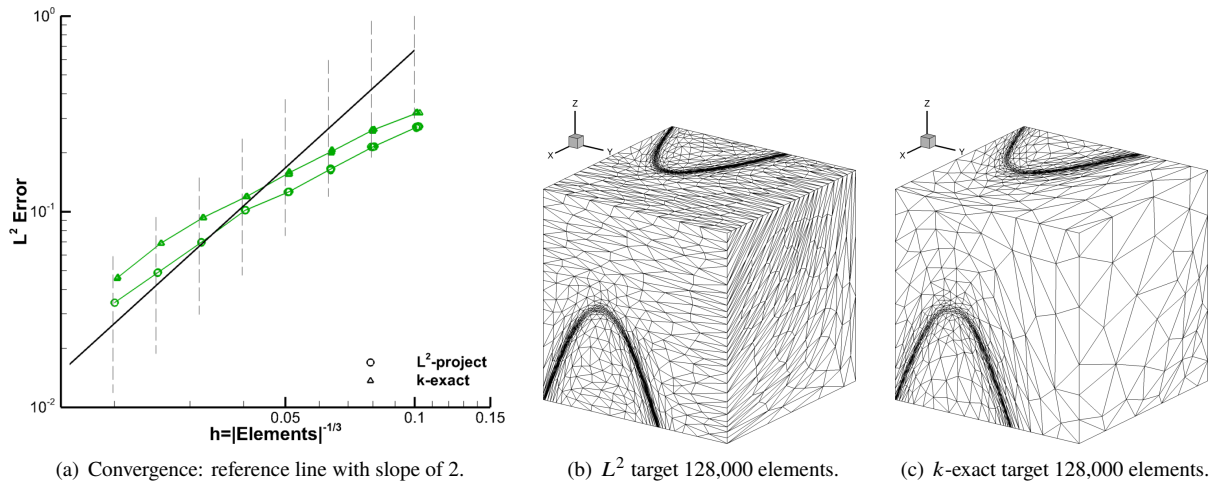 L² Error
10⁰
10⁻¹
10⁻²
L²-project
k-exact
0.05
0.1
0.15
h=|Elements|⁻¹/³
Z
X
Y
Z
X
Y
(a) Convergence: reference line with slope of 2.
(b) L² target 128,000 elements.
(c) k-exact target 128,000 elements.